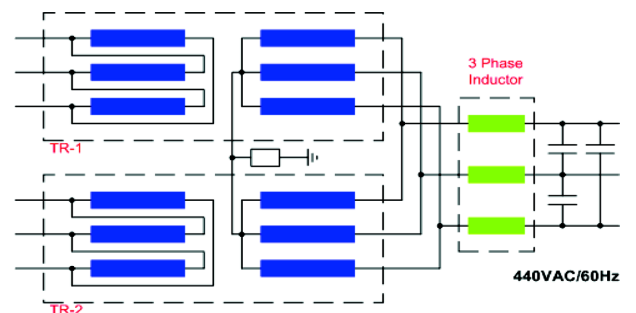 3 Phase
Inductor
TR-1
440VAC/60Hz
TR-2